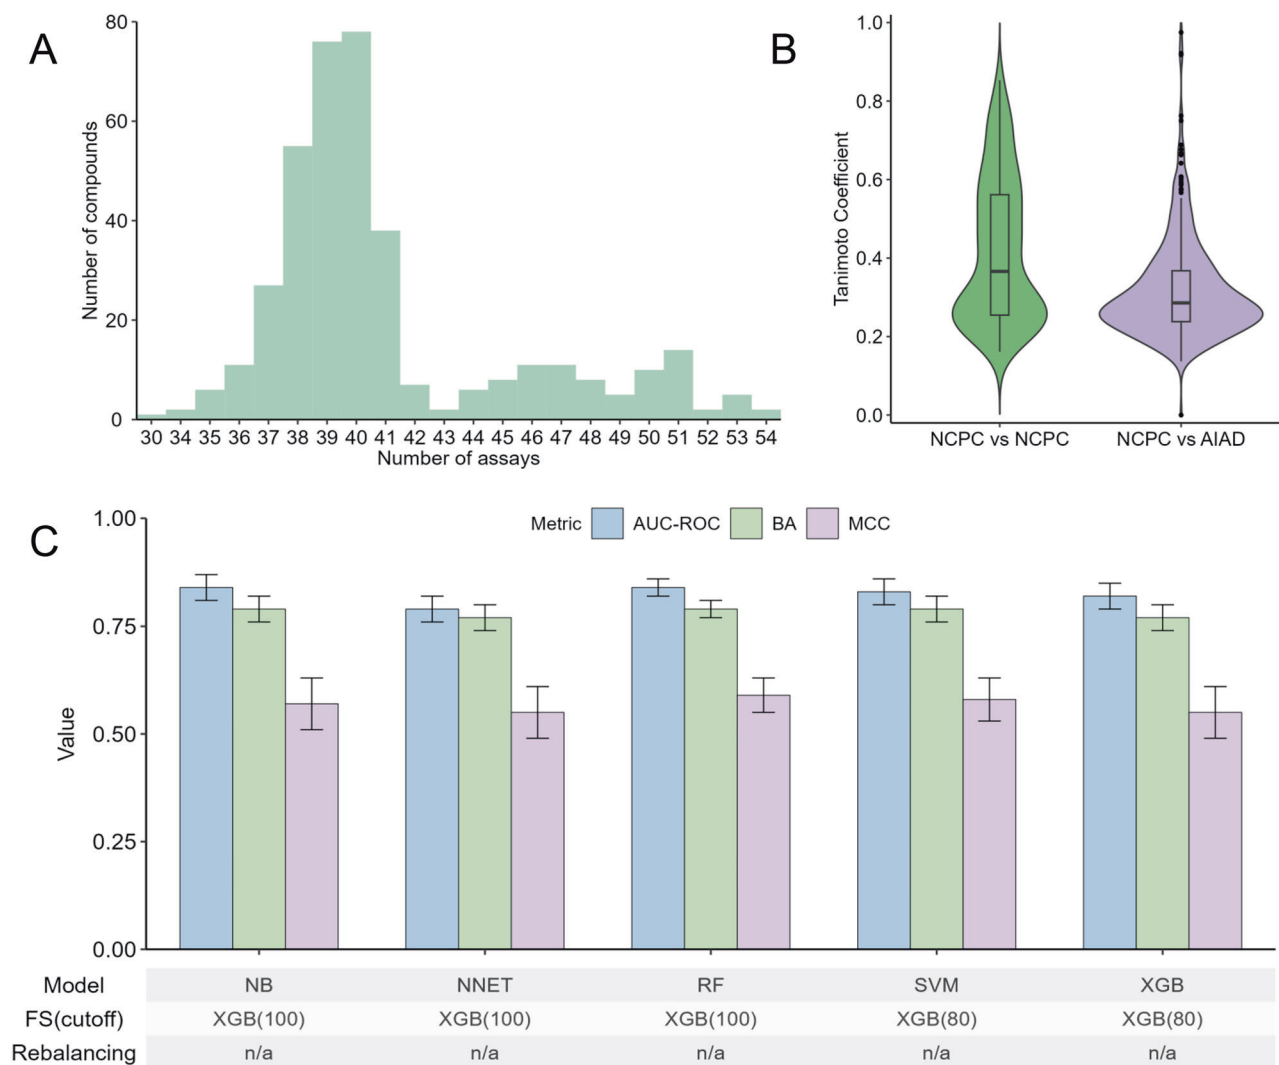 A
80
60
40
20
0
Number of compounds
30 34 35 36 37 38 39 40 41 42 43 44 45 46 47 48 49 50 51 52 53 54
Number of assays
B
1.0
0.8
0.6
0.4
0.2
0.0
Tanimoto Coefficient
NCPC vs NCPC NCPC vs AIAD
C
Metric AUC-ROC BA MCC
1.00
0.75
0.50
0.25
0.00
Value
Model NB NNET RF SVM XGB
FS(cutoff) XGB(100) XGB(100) XGB(100) XGB(80) XGB(80)
Rebalancing n/a n/a n/a n/a n/a